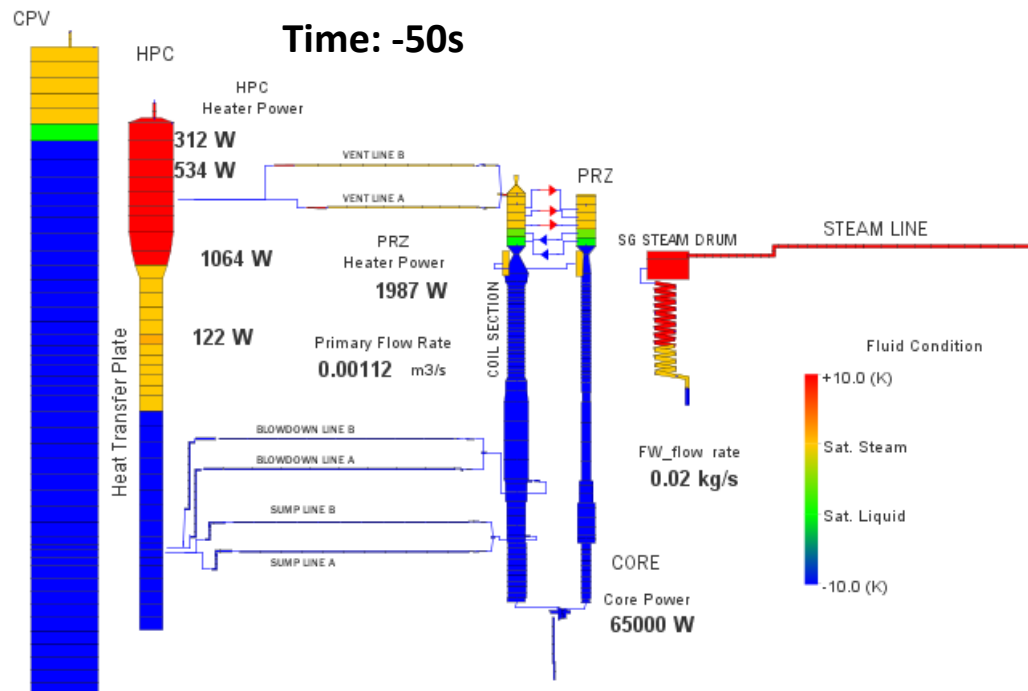 CPV
Time: -50s
HPC
HPC
Heater Power
312 W
534 W
VENT LINE B
PRZ
VENT LINE A
STEAM LINE
SG STEAM DRUM
PRZ
Heater Power
1987 W
1064 W
COIL SECTION
122 W
Primary Flow Rate
0.00112 m3/s
Fluid Condition
Heat Transfer Plate
+10.0 (K)
Sat. Steam
BLOWDOWN LINE B
FW_flow rate
0.02 kg/s
BLOWDOWN LINE A
Sat. Liquid
SUMP LINE B
SUMP LINE A
CORE
-10.0 (K)
Core Power
65000 W